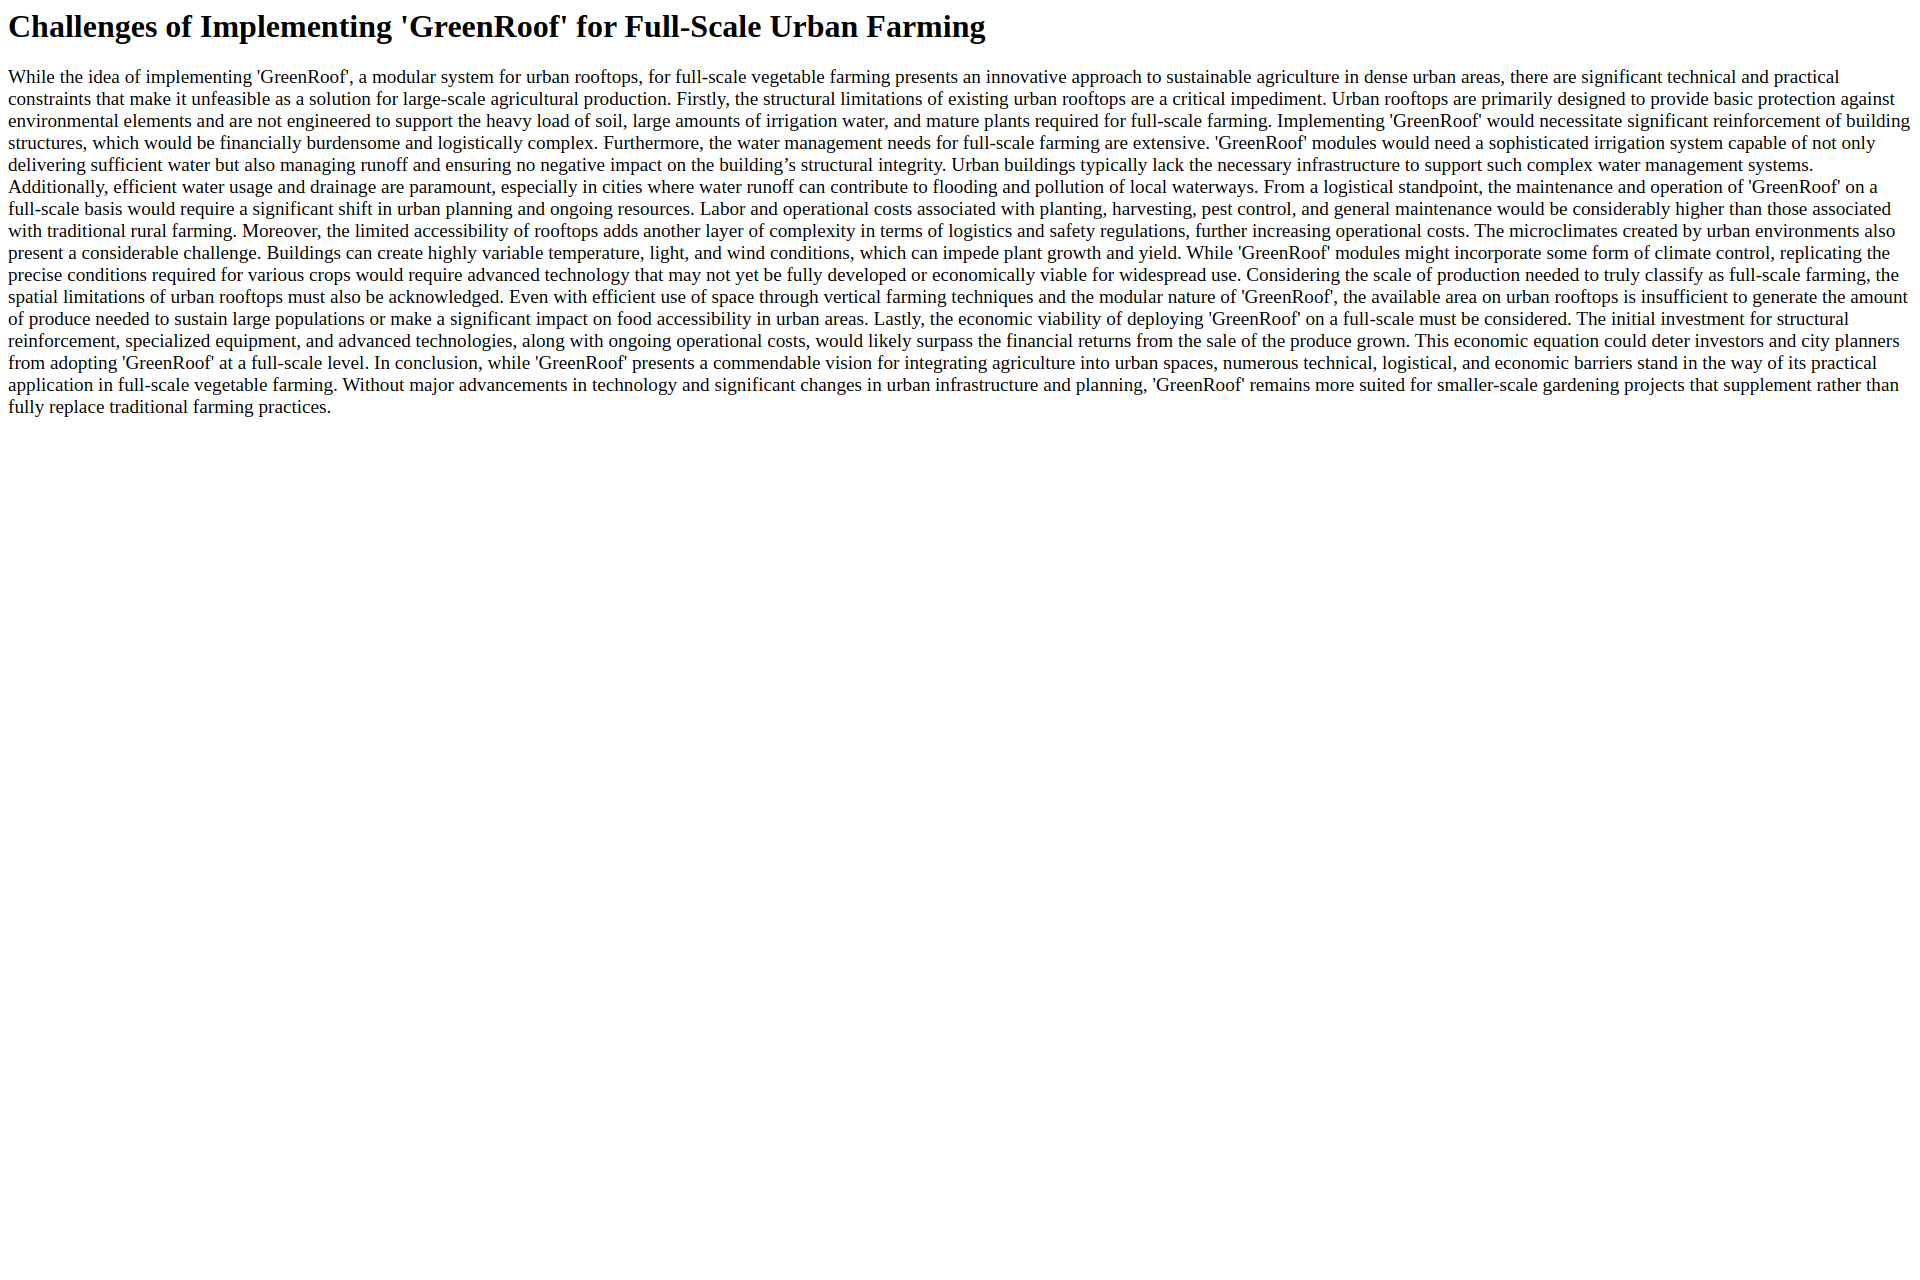 Challenges of Implementing 'GreenRoof' for Full-Scale Urban Farming
While the idea of implementing 'GreenRoof', a modular system for urban rooftops, for full-scale vegetable farming presents an innovative approach to sustainable agriculture in dense urban areas, there are significant technical and practical
constraints that make it unfeasible as a solution for large-scale agricultural production. Firstly, the structural limitations of existing urban rooftops are a critical impediment. Urban rooftops are primarily designed to provide basic protection against
environmental elements and are not engineered to support the heavy load of soil, large amounts of irrigation water, and mature plants required for full-scale farming. Implementing 'GreenRoof' would necessitate significant reinforcement of building
structures, which would be financially burdensome and logistically complex. Furthermore, the water management needs for full-scale farming are extensive. 'GreenRoof' modules would need a sophisticated irrigation system capable of not only
delivering sufficient water but also managing runoff and ensuring no negative impact on the building’s structural integrity. Urban buildings typically lack the necessary infrastructure to support such complex water management systems.
Additionally, efficient water usage and drainage are paramount, especially in cities where water runoff can contribute to flooding and pollution of local waterways. From a logistical standpoint, the maintenance and operation of 'GreenRoof' on a
full-scale basis would require a significant shift in urban planning and ongoing resources. Labor and operational costs associated with planting, harvesting, pest control, and general maintenance would be considerably higher than those associated
with traditional rural farming. Moreover, the limited accessibility of rooftops adds another layer of complexity in terms of logistics and safety regulations, further increasing operational costs. The microclimates created by urban environments also
present a considerable challenge. Buildings can create highly variable temperature, light, and wind conditions, which can impede plant growth and yield. While 'GreenRoof' modules might incorporate some form of climate control, replicating the
precise conditions required for various crops would require advanced technology that may not yet be fully developed or economically viable for widespread use. Considering the scale of production needed to truly classify as full-scale farming, the
spatial limitations of urban rooftops must also be acknowledged. Even with efficient use of space through vertical farming techniques and the modular nature of 'GreenRoof', the available area on urban rooftops is insufficient to generate the amount
of produce needed to sustain large populations or make a significant impact on food accessibility in urban areas. Lastly, the economic viability of deploying 'GreenRoof' on a full-scale must be considered. The initial investment for structural
reinforcement, specialized equipment, and advanced technologies, along with ongoing operational costs, would likely surpass the financial returns from the sale of the produce grown. This economic equation could deter investors and city planners
from adopting 'GreenRoof' at a full-scale level. In conclusion, while 'GreenRoof' presents a commendable vision for integrating agriculture into urban spaces, numerous technical, logistical, and economic barriers stand in the way of its practical
application in full-scale vegetable farming. Without major advancements in technology and significant changes in urban infrastructure and planning, 'GreenRoof' remains more suited for smaller-scale gardening projects that supplement rather than
fully replace traditional farming practices.